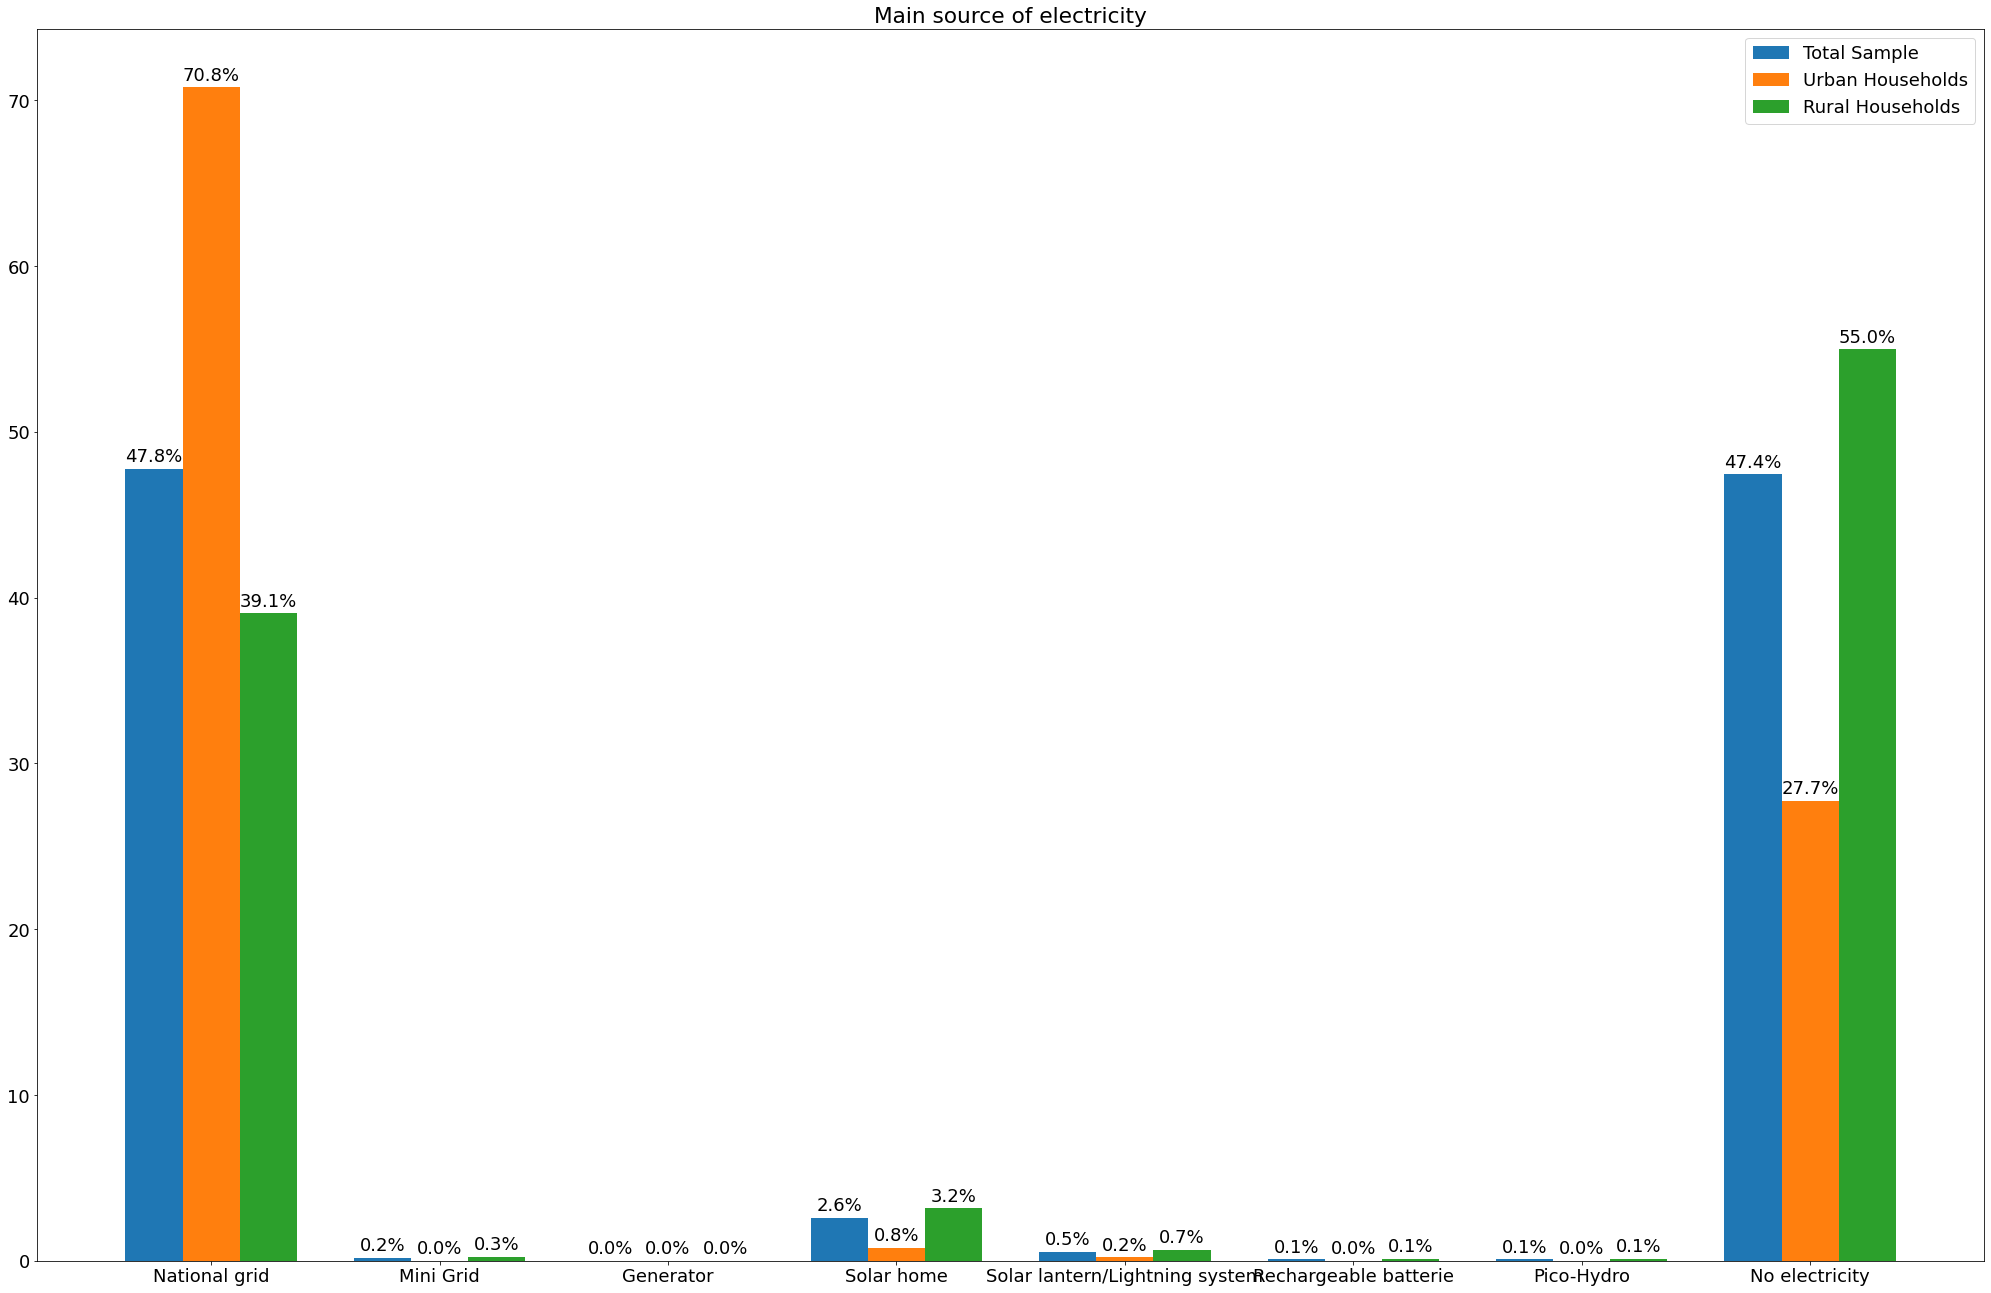 Main source of electricity
Total Sample
Urban Households
Rural Households
70
60
50
40
30
20
10
0
47.8%
70.8%
39.1%
0.2%
0.0%
0.3%
0.0%
0.0%
0.0%
2.6%
0.8%
3.2%
0.5%
0.2%
0.7%
0.1%
0.0%
0.1%
0.1%
0.0%
0.1%
47.4%
27.7%
55.0%
National grid
Mini Grid
Generator
Solar home
Solar lantern/Lightning system
Rechargeable batterie
Pico-Hydro
No electricity